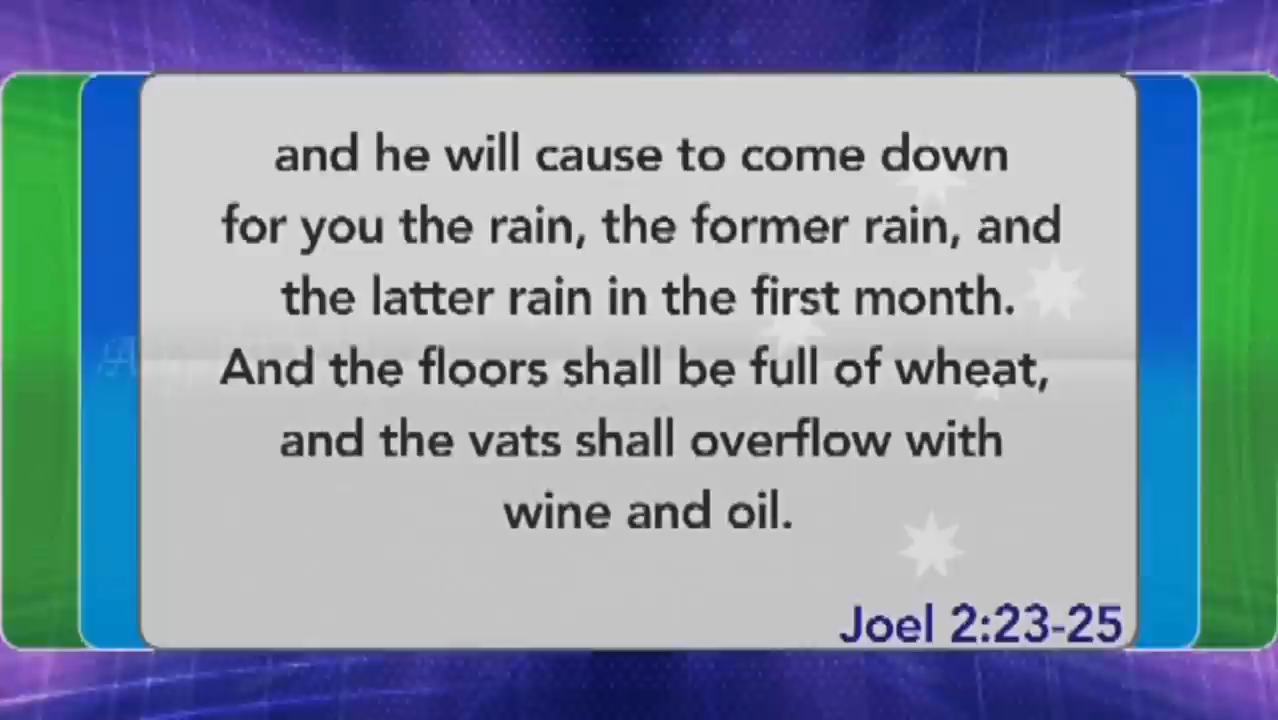 and he will cause to come down
for you the rain, the former rain, and
the latter rain in the first month.
And the floors shall be full of wheat,
and the vats shall overflow with
wine and oil.
Joel 2:23-25